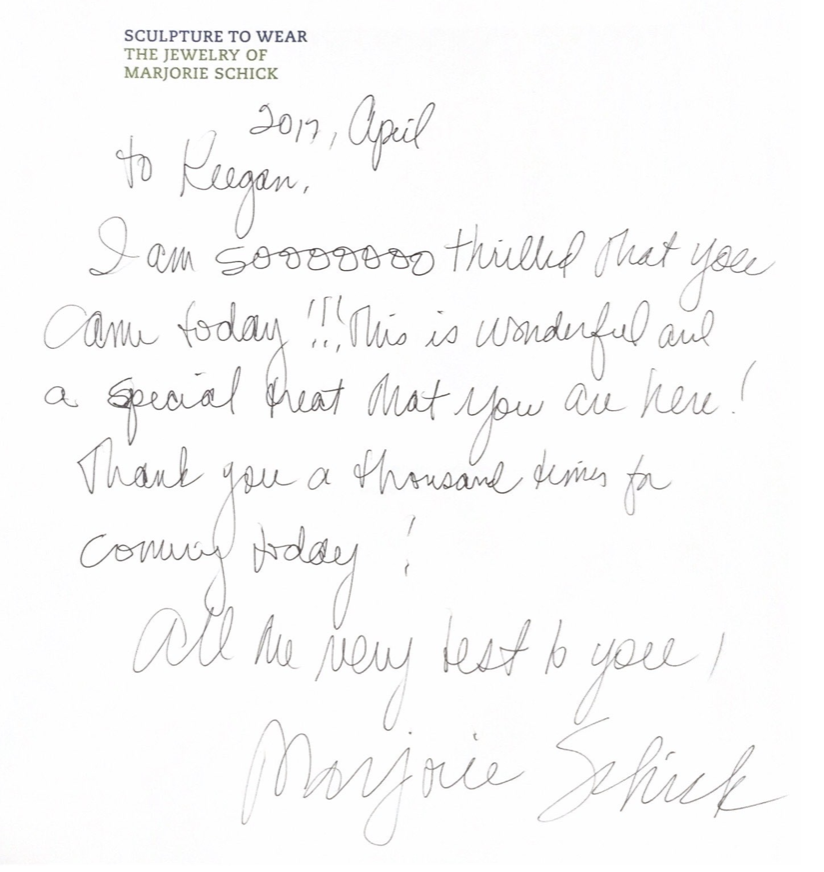 SCULPTURE TO WEAR
THE JEWELRY OF
MARJORIE SCHICK
2017, April
to Keegan,
I am soooooooo thrilled that you
came today!!! This is wonderful and
a special treat that you are here!
Thank you a thousand times for
coming today!
All the very best to you!
Marjorie Schick